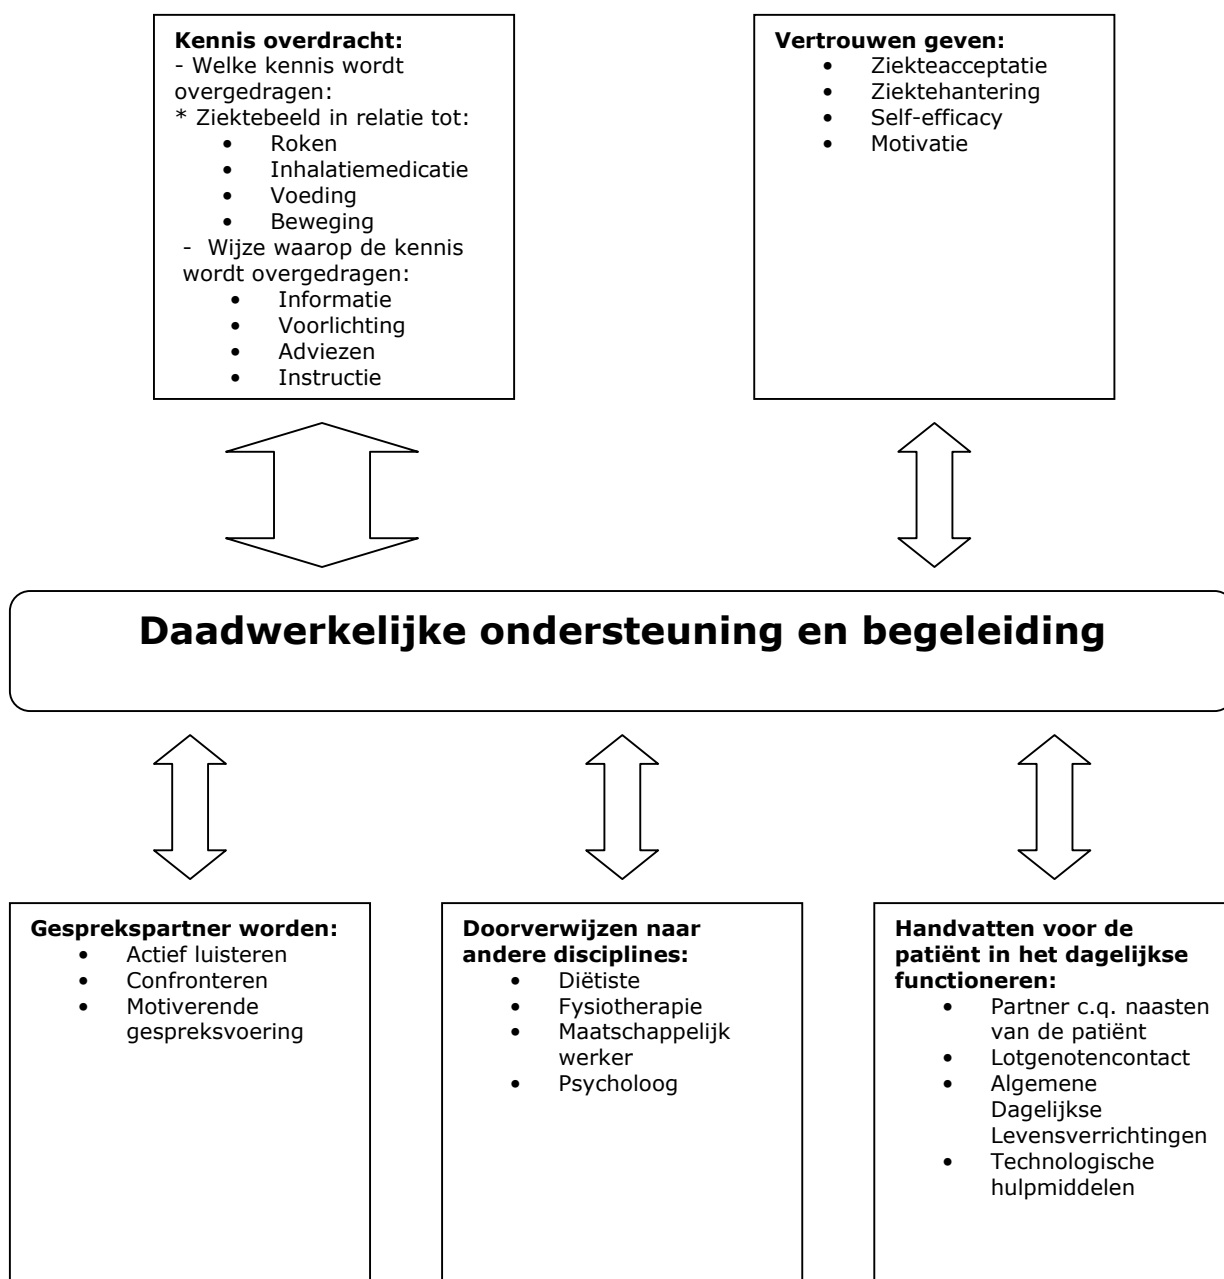 Kennis overdracht:
- Welke kennis wordt
overgedragen:
* Ziektebeeld in relatie tot:
• Roken
• Inhalatiemedicatie
• Voeding
• Beweging
- Wijze waarop de kennis
wordt overgedragen:
• Informatie
• Voorlichting
• Adviezen
• Instructie
Vertrouwen geven:
• Ziekteacceptatie
• Ziektehantering
• Self-efficacy
• Motivatie
Daadwerkelijke ondersteuning en begeleiding
Gesprekspartner worden:
• Actief luisteren
• Confronteren
• Motiverende
gespreksvoering
Doorverwijzen naar
andere disciplines:
• Diëtiste
• Fysiotherapie
• Maatschappelijk
werker
• Psycholoog
Handvatten voor de
patiënt in het dagelijkse
functioneren:
• Partner c.q. naasten
van de patiënt
• Lotgenotencontact
• Algemene
Dagelijkse
Levensverrichtingen
• Technologische
hulpmiddelen